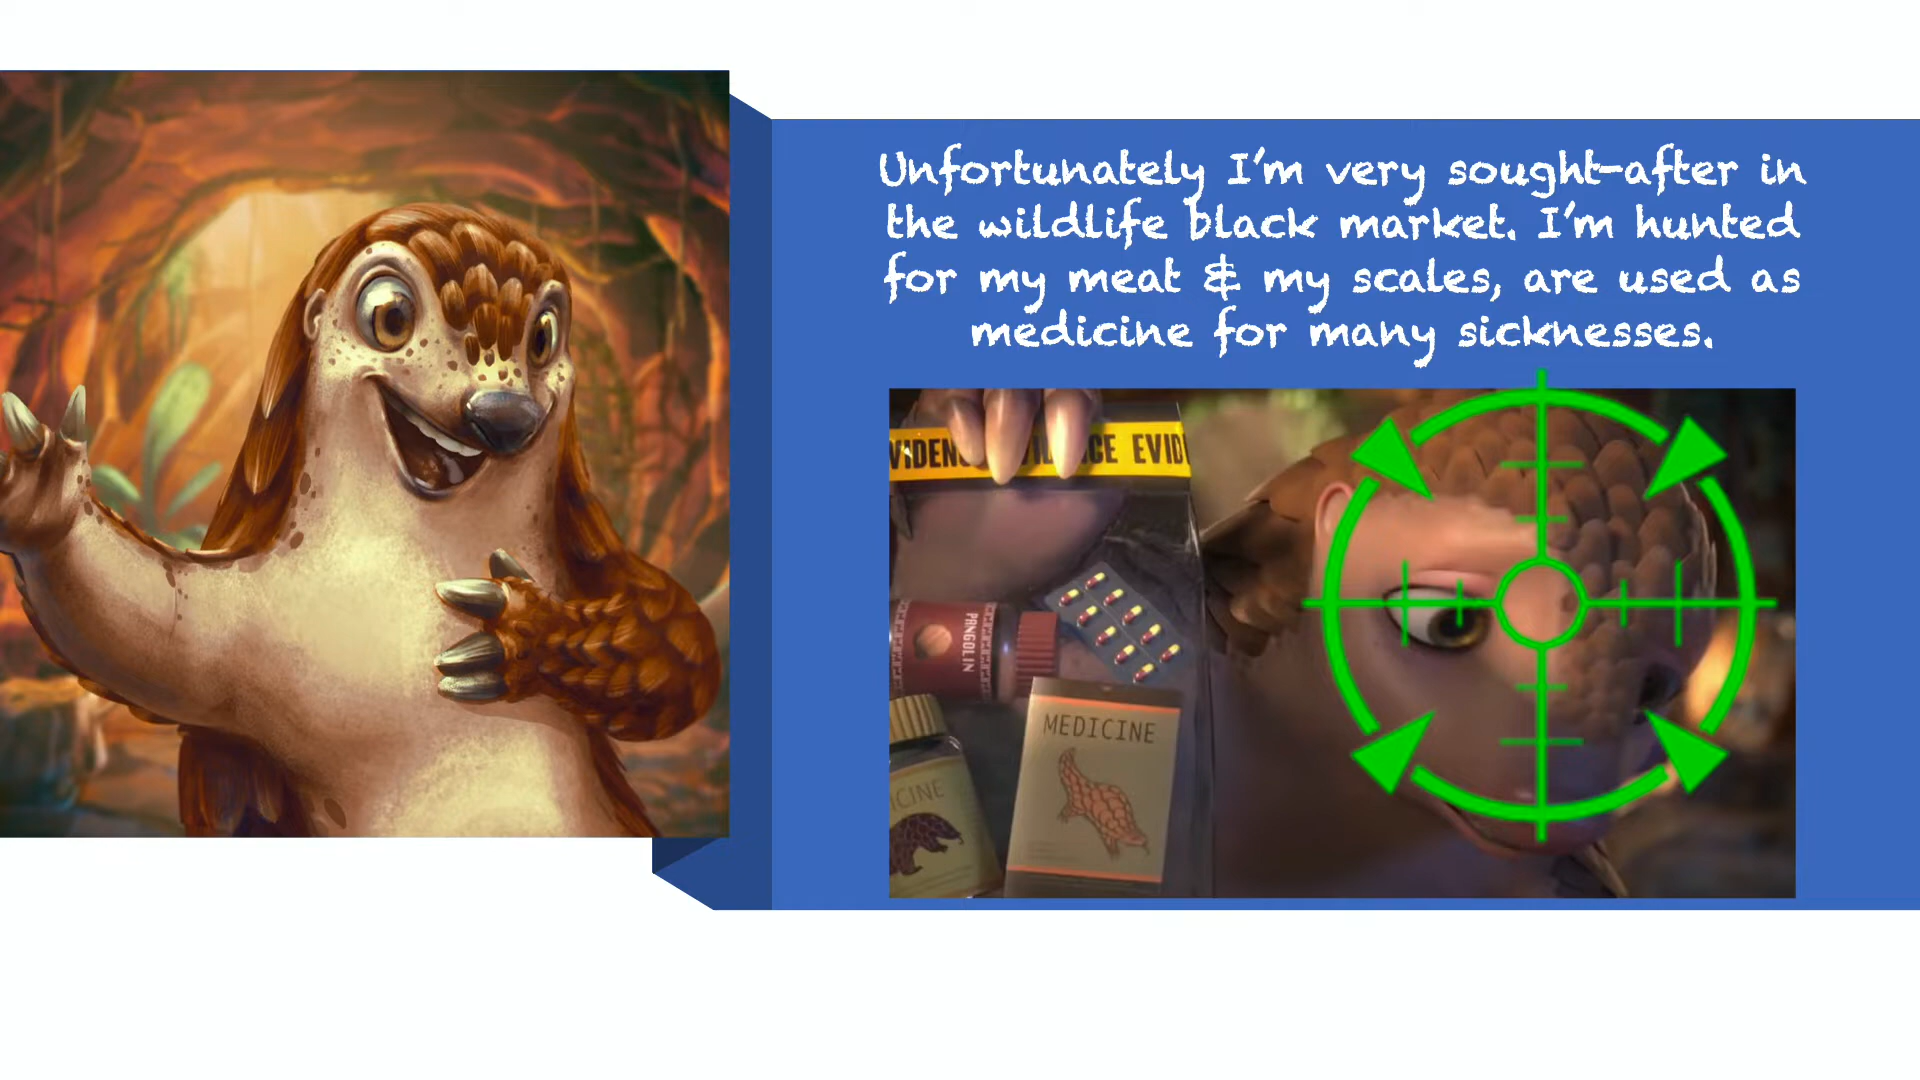 Unfortunately I'm very sought-after in
the wildlife black market. I'm hunted
for my meat & my scales, are used as
medicine for many sicknesses.
EVID
PANGOLIN
MEDICINE